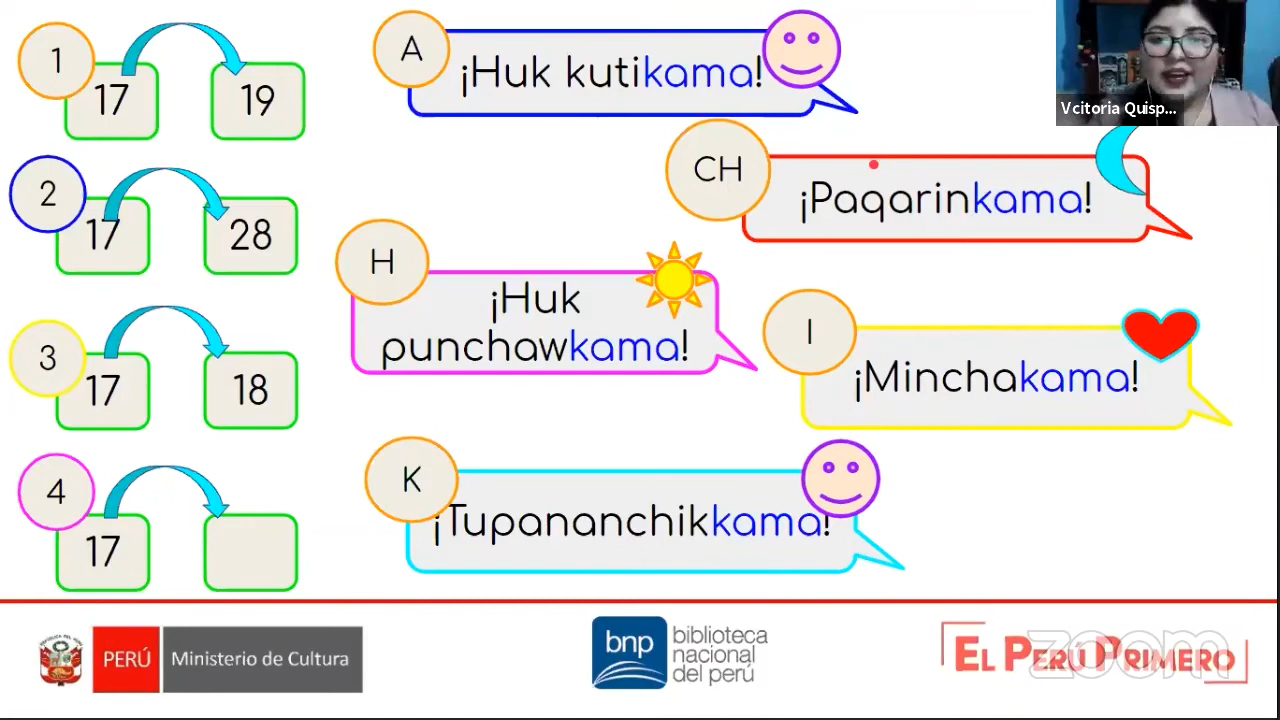 1
17
19
2
17
28
3
17
18
4
17
A
¡Huk kutikama!
CH
¡Paqarinkama!
H
¡Huk
punchawkama!
I
¡Minchakama!
K
¡Tupananchikkama!
Vcitoria Quisp...
PERÚ
Ministerio de Cultura
bnp
biblioteca
nacional
del perú
EL PERÚ PRIMERO
zoom